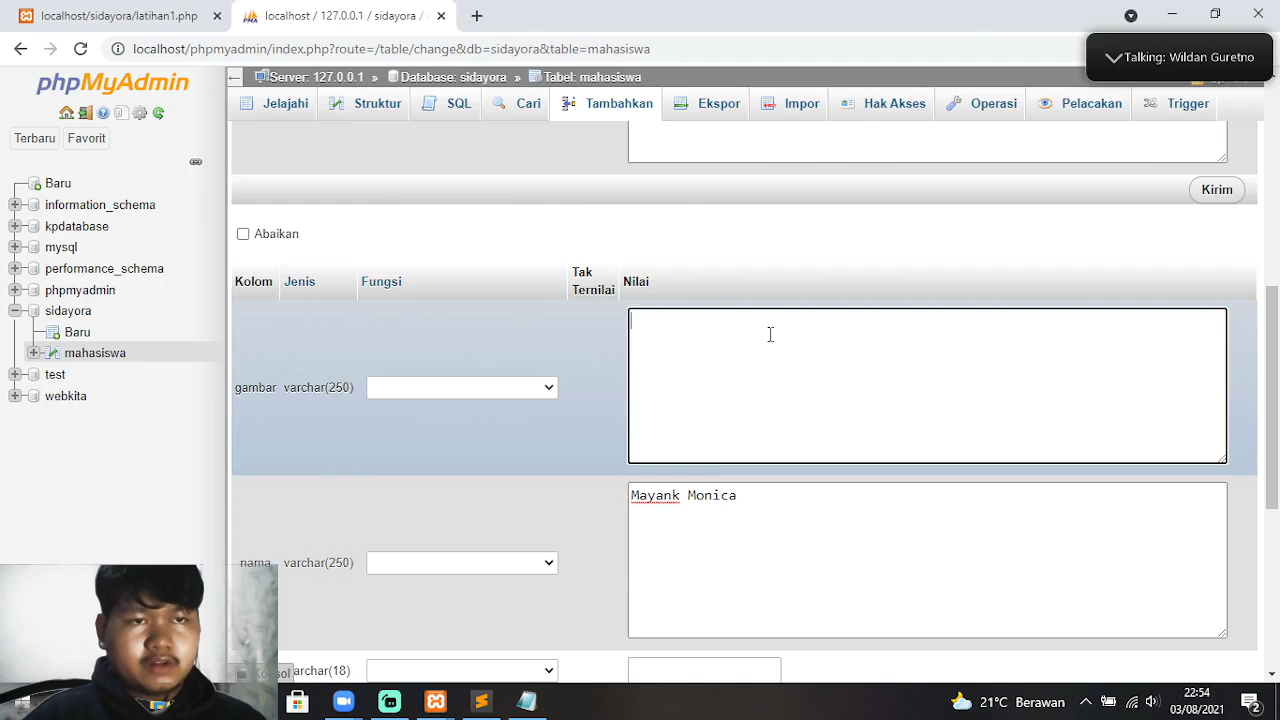 localhost/sidayora/latihan1.php
localhost / 127.0.0.1 / sidayora /
localhost/phpmyadmin/index.php?route=/table/change&db=sidayora&table=mahasiswa
Talking: Wildan Guretno
phpMyAdmin
Server: 127.0.0.1 » Database: sidayora » Tabel: mahasiswa
Jelajahi Struktur SQL Cari Tambahkan Ekspor Impor Hak Akses Operasi Pelacakan Trigger
Terbaru Favorit
Baru
information_schema
kpdatabase
mysql
performance_schema
phpmyadmin
sidayora
Baru
mahasiswa
test
webkita
Kirim
Abaikan
Kolom Jenis Fungsi Tak Ternilai Nilai
gambar varchar(250)
nama varchar(250)
Mayank Monica
varchar(18)
21°C Berawan
22:54
03/08/2021
2